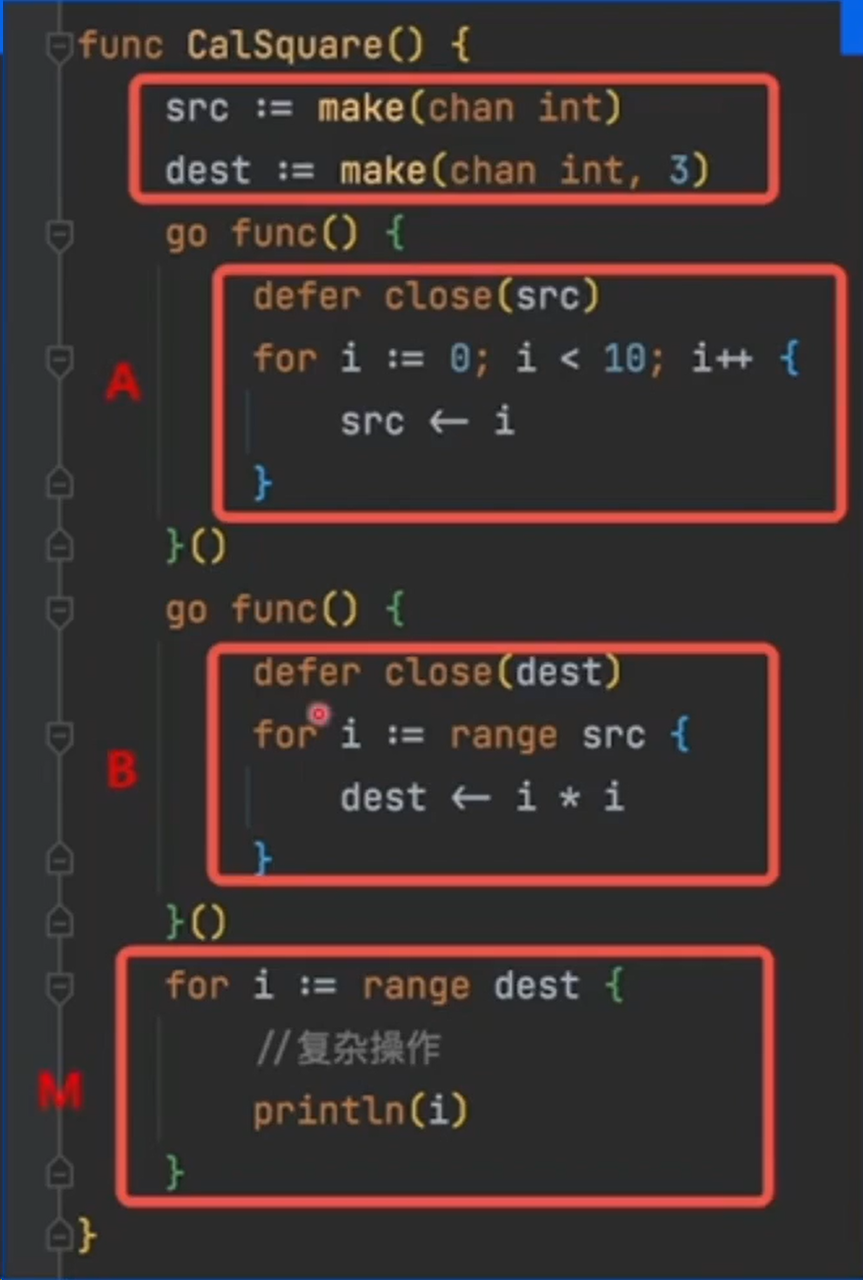 func CalSquare() {
src := make(chan int)
dest := make(chan int, 3)
go func() {
defer close(src)
for i := 0; i < 10; i++ {
src <- i
}
}()
go func() {
defer close(dest)
for i := range src {
dest <- i * i
}
}()
for i := range dest {
//复杂操作
println(i)
}
}
A
B
M